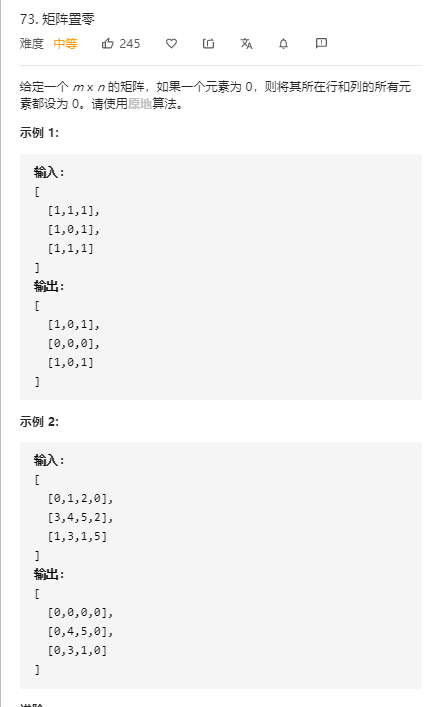 73. 矩阵置零
难度 中等 245
给定一个 m x n 的矩阵，如果一个元素为 0，则将其所在行和列的所有元
素都设为 0。请使用原地算法。
示例 1:
输入:
[
[1,1,1],
[1,0,1],
[1,1,1]
]
输出:
[
[1,0,1],
[0,0,0],
[1,0,1]
]
示例 2:
输入:
[
[0,1,2,0],
[3,4,5,2],
[1,3,1,5]
]
输出:
[
[0,0,0,0],
[0,4,5,0],
[0,3,1,0]
]